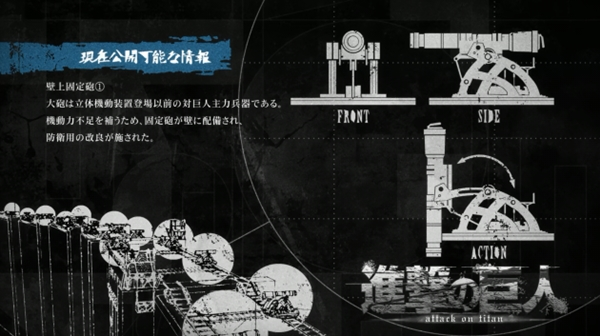 現在公開可能な情報
壁上固定砲①
大砲は立体機動装置登場以前の対巨人主力兵器である。
機動力不足を補うため、固定砲が壁に配備され、
防衛用の改良が施された。
FRONT
SIDE
ACTION
進撃の巨人
attack on titan